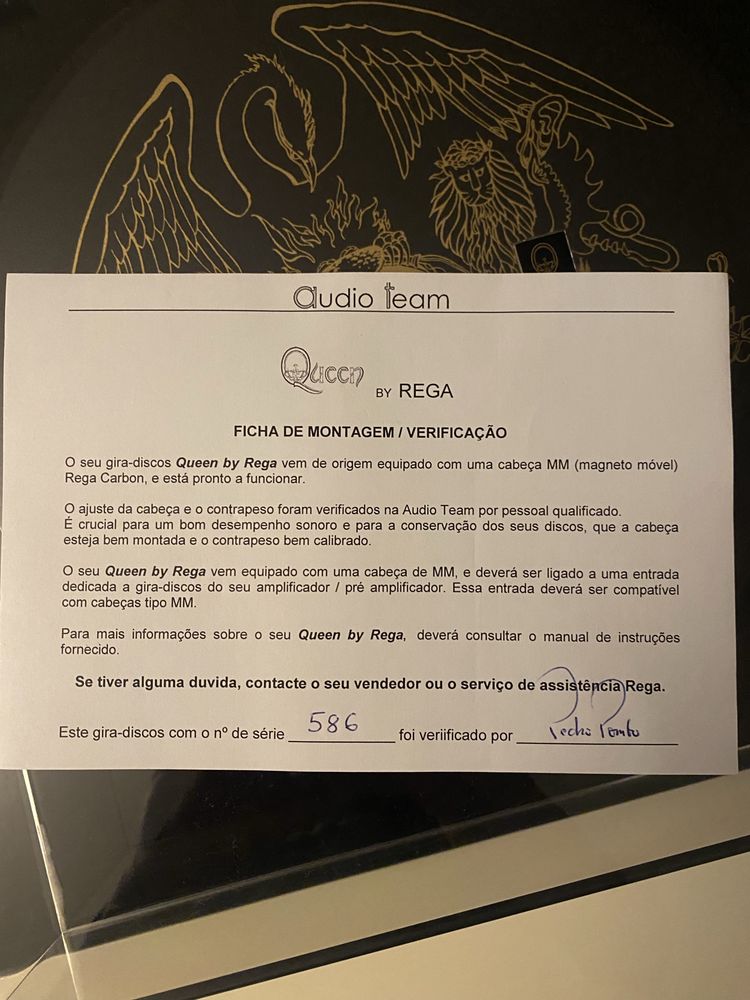 audio team
Queen BY REGA
FICHA DE MONTAGEM / VERIFICAÇÃO
O seu gira-discos Queen by Rega vem de origem equipado com uma cabeça MM (magneto móvel)
Rega Carbon, e está pronto a funcionar.
O ajuste da cabeça e o contrapeso foram verificados na Audio Team por pessoal qualificado.
É crucial para um bom desempenho sonoro e para a conservação dos seus discos, que a cabeça
esteja bem montada e o contrapeso bem calibrado.
O seu Queen by Rega vem equipado com uma cabeça de MM, e deverá ser ligado a uma entrada
dedicada a gira-discos do seu amplificador / pré amplificador. Essa entrada deverá ser compatível
com cabeças tipo MM.
Para mais informações sobre o seu Queen by Rega, deverá consultar o manual de instruções
fornecido.
Se tiver alguma duvida, contacte o seu vendedor ou o serviço de assistência Rega.
Este gira-discos com o nº de série 586 foi veriificado por